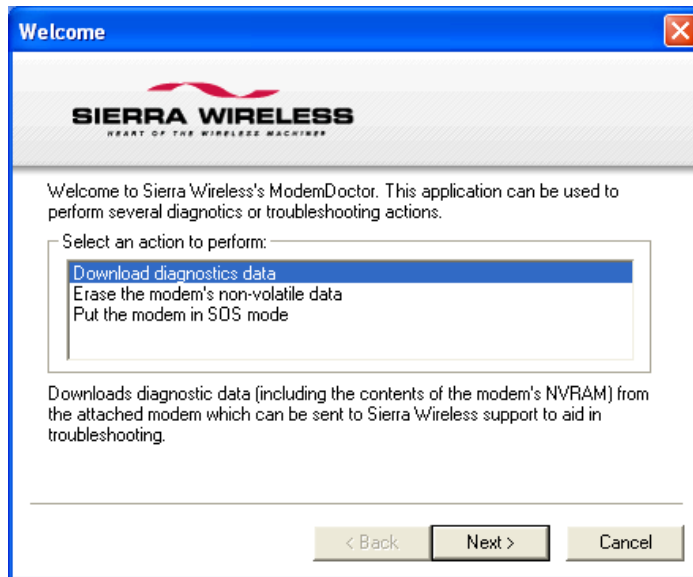 Welcome
SIERRA WIRELESS
HEART OF THE WIRELESS MACHINE®
Welcome to Sierra Wireless's ModemDoctor. This application can be used to
perform several diagnotics or troubleshooting actions.
Select an action to perform:
Download diagnostics data
Erase the modem's non-volatile data
Put the modem in SOS mode
Downloads diagnostic data (including the contents of the modem's NVRAM) from
the attached modem which can be sent to Sierra Wireless support to aid in
troubleshooting.
< Back Next > Cancel